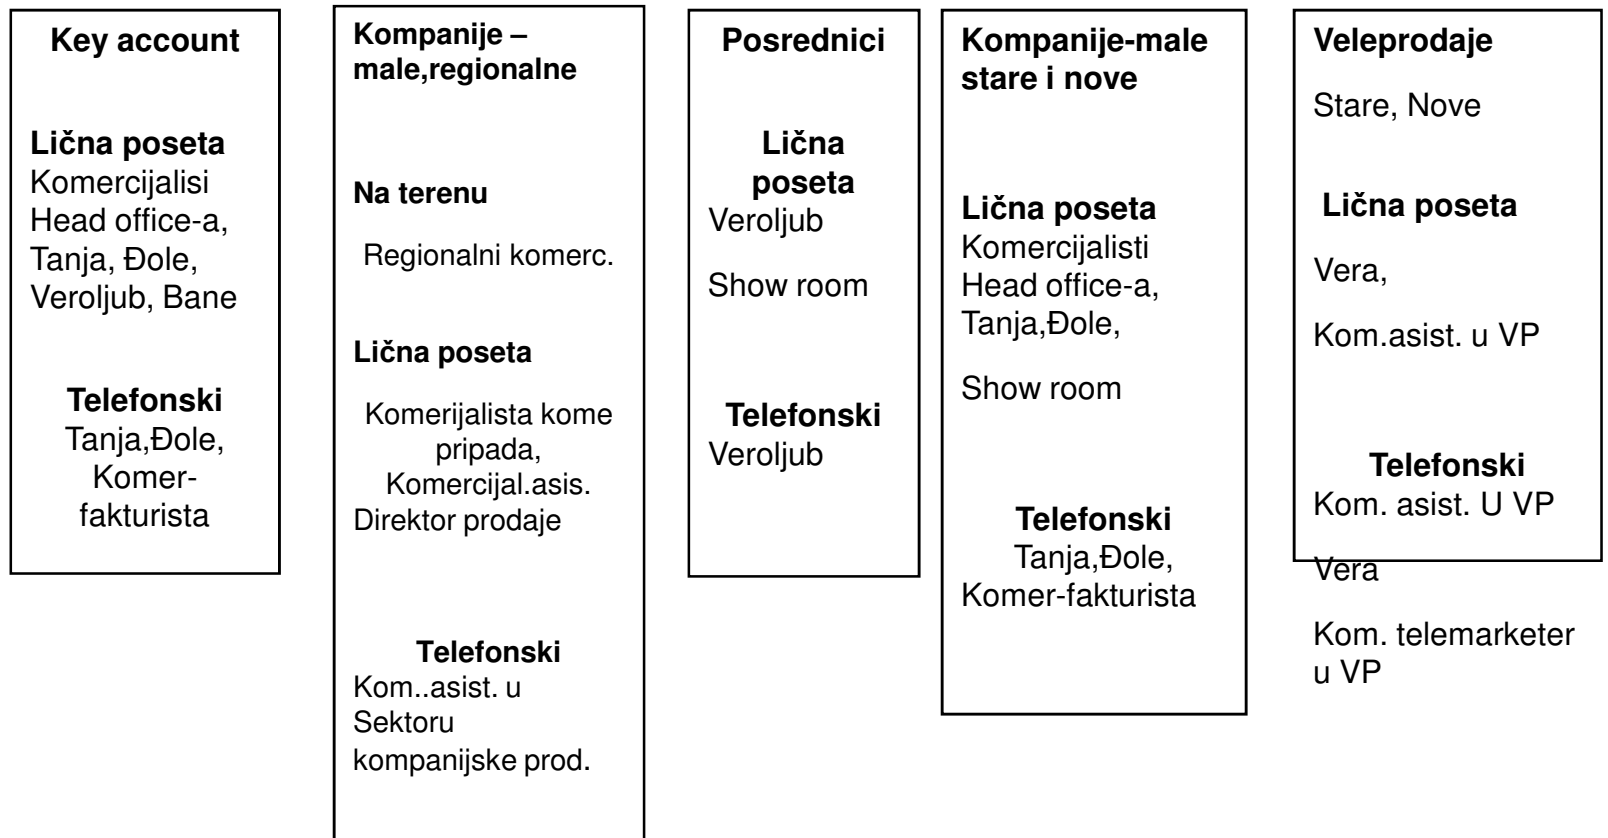 Key account
Lična poseta
Komercijalisi
Head office-a,
Tanja, Đole,
Veroljub, Bane
Telefonski
Tanja,Đole,
Komer-
fakturista
Kompanije –
male,regionalne
Na terenu
Regionalni komerc.
Lična poseta
Komerijalista kome
pripada,
Komercijal.asis.
Direktor prodaje
Telefonski
Kom..asist. u
Sektoru
kompanijske prod.
Posrednici
Lična
poseta
Veroljub
Show room
Telefonski
Veroljub
Kompanije-male
stare i nove
Lična poseta
Komercijalisti
Head office-a,
Tanja,Đole,
Show room
Telefonski
Tanja,Đole,
Komer-fakturista
Veleprodaje
Stare, Nove
Lična poseta
Vera,
Kom.asist. u VP
Telefonski
Kom. asist. U VP
Vera
Kom. telemarketer
u VP